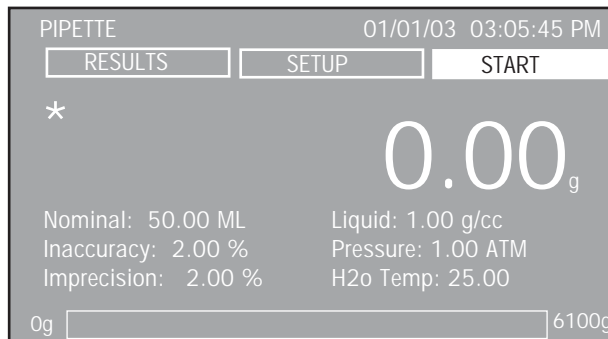 PIPETTE 01/01/03 03:05:45 PM
RESULTS SETUP START
*
0.00 g
Nominal: 50.00 ML Liquid: 1.00 g/cc
Inaccuracy: 2.00 % Pressure: 1.00 ATM
Imprecision: 2.00 % H2o Temp: 25.00
0g 6100g